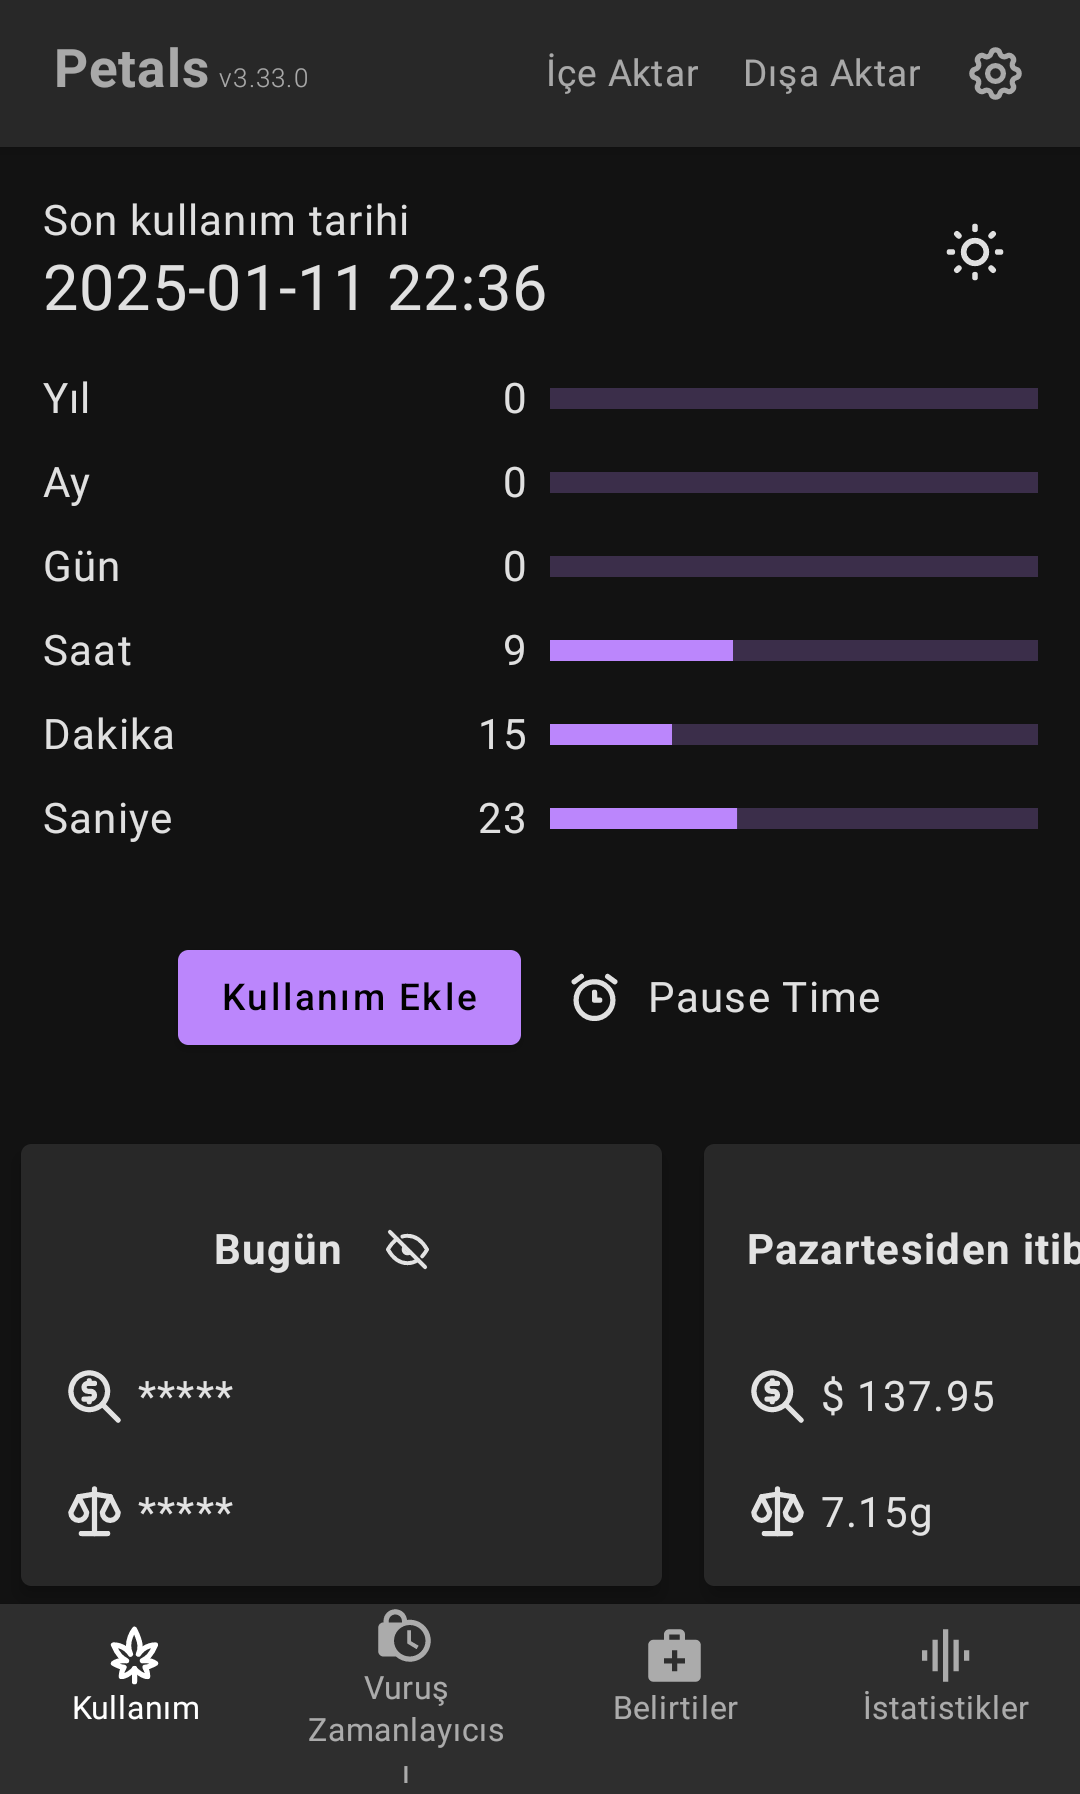 Petals v3.33.0 İçe Aktar Dışa Aktar
Son kullanım tarihi
2025-01-11 22:36
Yıl 0
Ay 0
Gün 0
Saat 9
Dakika 15
Saniye 23
Kullanım Ekle Pause Time
Bugün
*****
*****
Pazartesiden itib
$ 137.95
7.15g
Kullanım
Vuruş
Zamanlayıcıs
ı
Belirtiler
İstatistikler